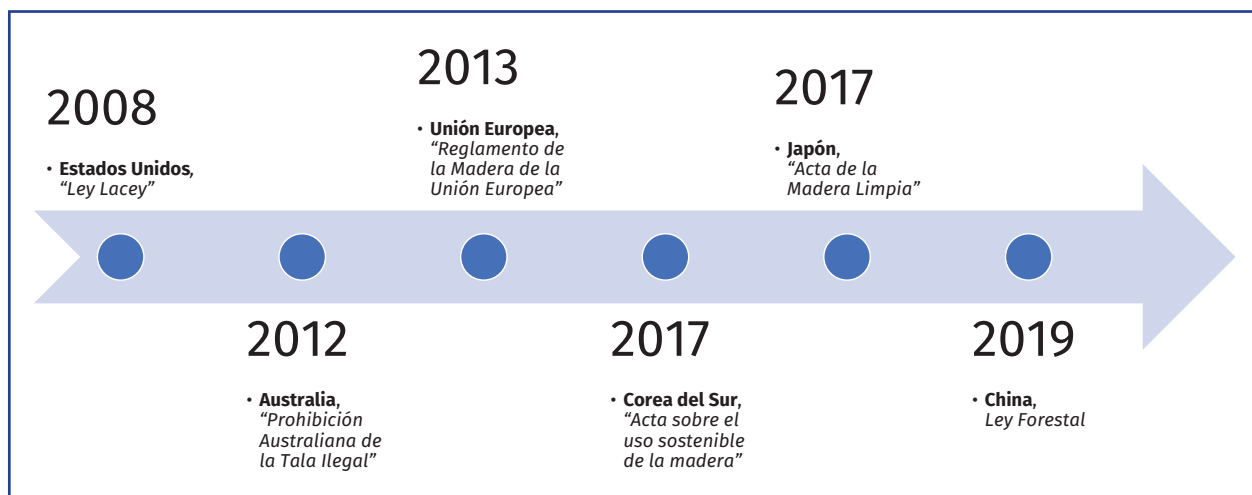 2008
• Estados Unidos,
“Ley Lacey”
2012
• Australia,
“Prohibición
Australiana de
la Tala Ilegal”
2013
• Unión Europea,
“Reglamento de
la Madera de la
Unión Europea”
2017
• Corea del Sur,
“Acta sobre el
uso sostenible
de la madera”
2017
• Japón,
“Acta de la
Madera Limpia”
2019
• China,
Ley Forestal